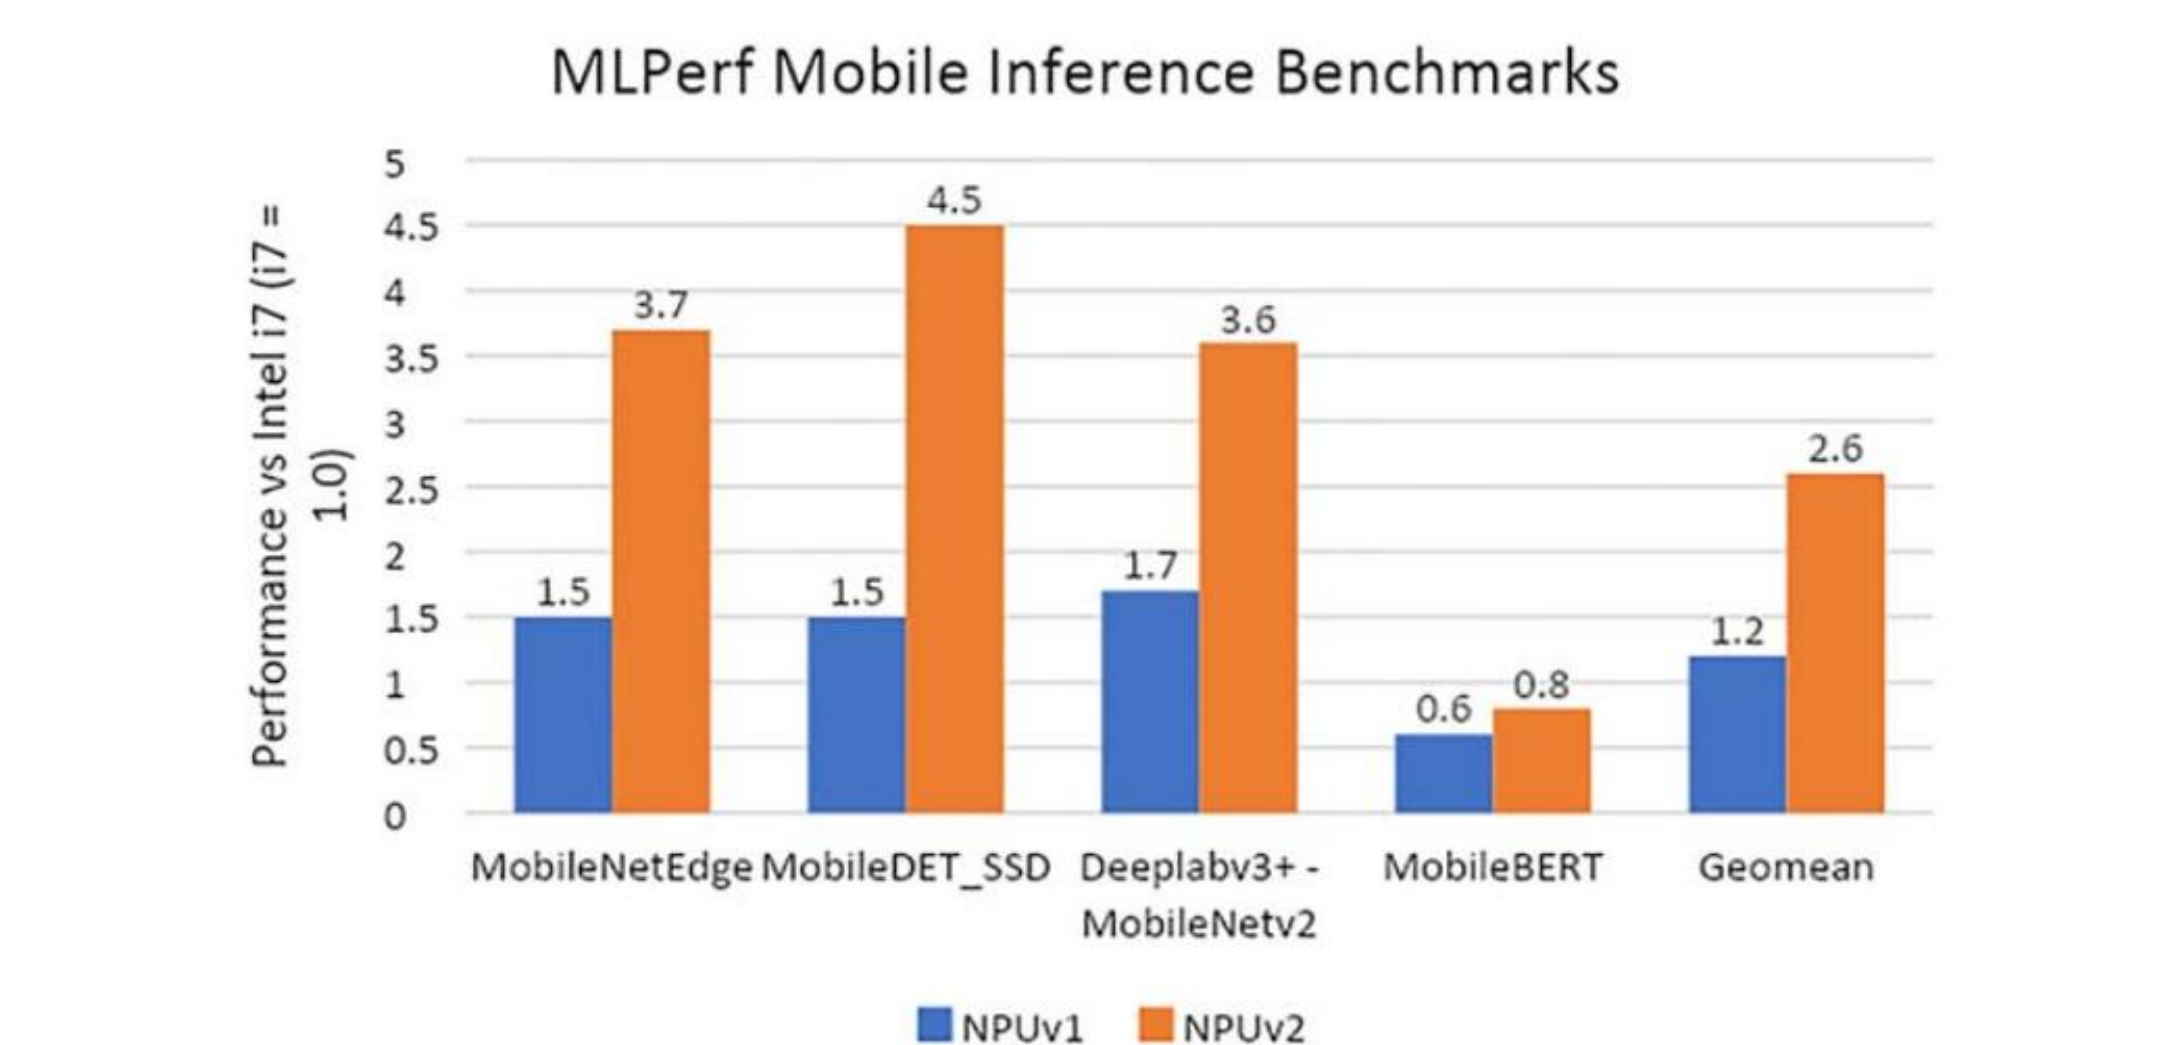 MLPerf Mobile Inference Benchmarks
Performance vs Intel i7 (i7 =
1.0)
5
4.5
4
3.5
3
2.5
2
1.5
1
0.5
0
1.5
3.7
1.5
4.5
1.7
3.6
0.6
0.8
1.2
2.6
MobileNetEdge
MobileDET_SSD
Deeplabv3+ -
MobileNetv2
MobileBERT
Geomean
NPUv1
NPUv2